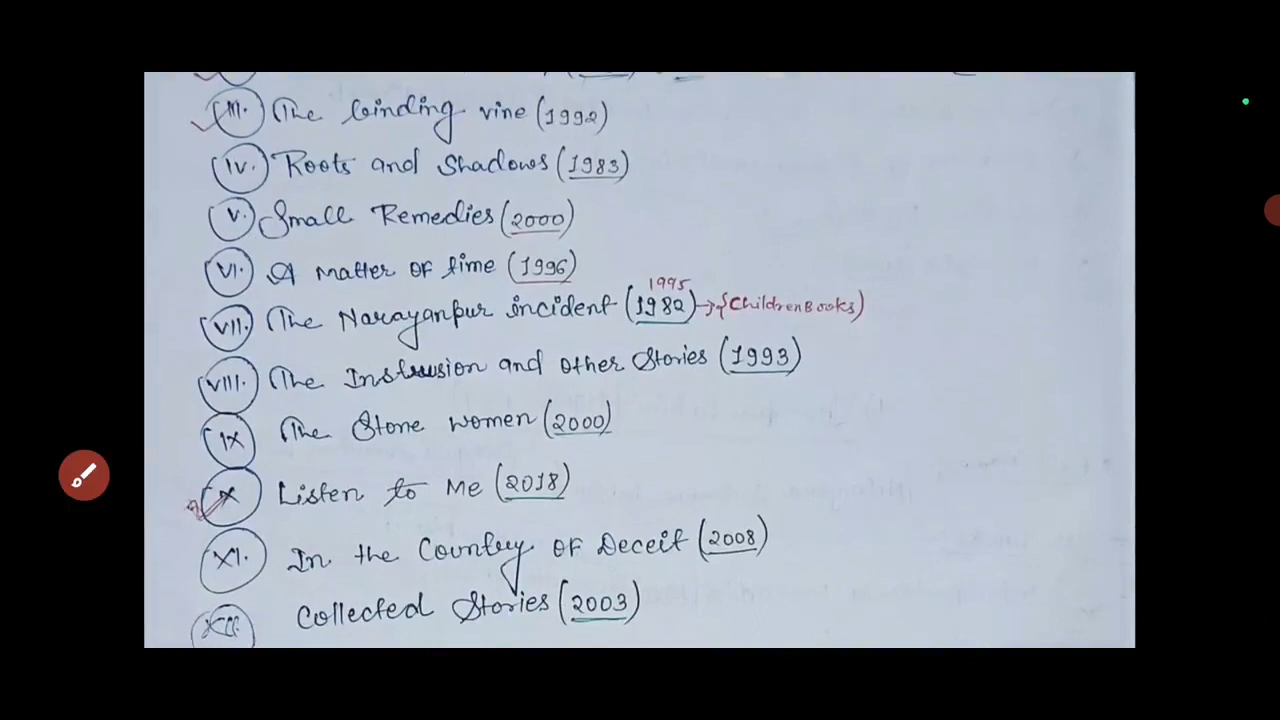 III. The binding vine (1992)
IV. Roots and Shadows (1983)
V. Small Remedies (2000)
VI. A Matter OF time (1996)
1995
VII. The Narayanpur incident (1982) → {Children Books)
VIII. The and other Stories (1993)
IX The Stone women (2000)
X Listen to Me (2018)
XI. In the Country OF Deceit (2008)
XII. Collected Stories (2003)